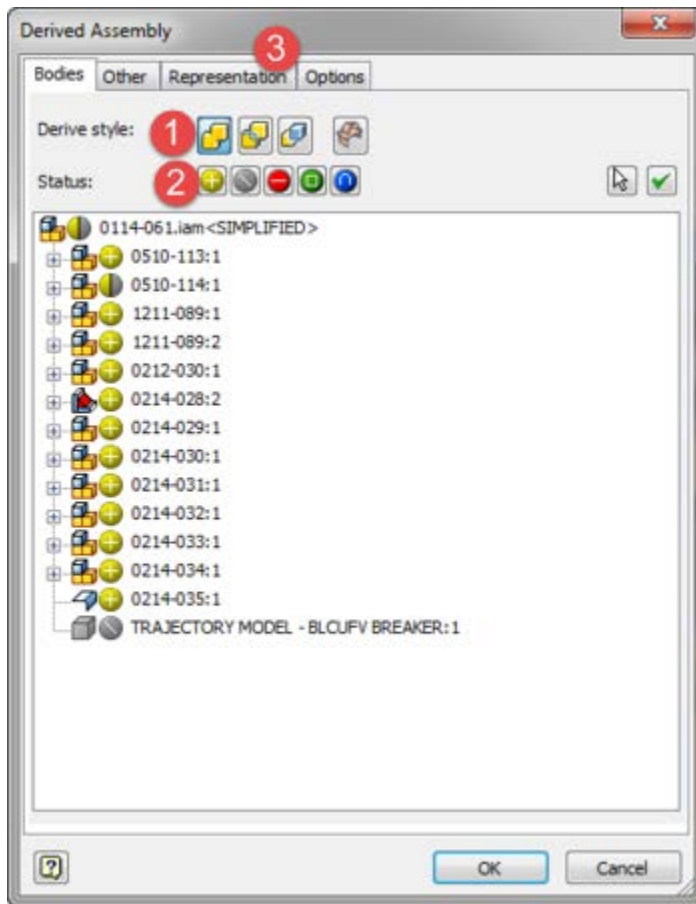 Derived Assembly
3
Bodies Other Representation Options
Derive style: 1
Status: 2
0114-061.iam<SIMPLIFIED>
0510-113:1
0510-114:1
1211-089:1
1211-089:2
0212-030:1
0214-028:2
0214-029:1
0214-030:1
0214-031:1
0214-032:1
0214-033:1
0214-034:1
0214-035:1
TRAJECTORY MODEL - BLCUFV BREAKER:1
OK Cancel